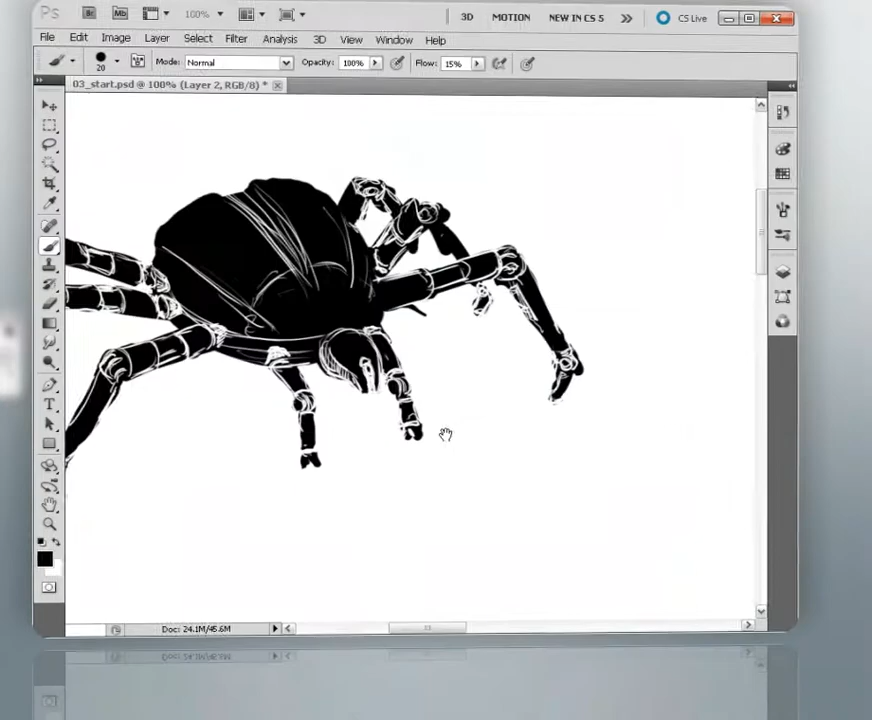 Ps Br Mb 100% 3D MOTION NEW IN CS 5 CS Live
File Edit Image Layer Select Filter Analysis 3D View Window Help
20 Mode: Normal Opacity: 100% Flow: 15%
03_start.psd @ 100% (Layer 2, RGB/8) *
T
Doc: 24.1M/45.6M